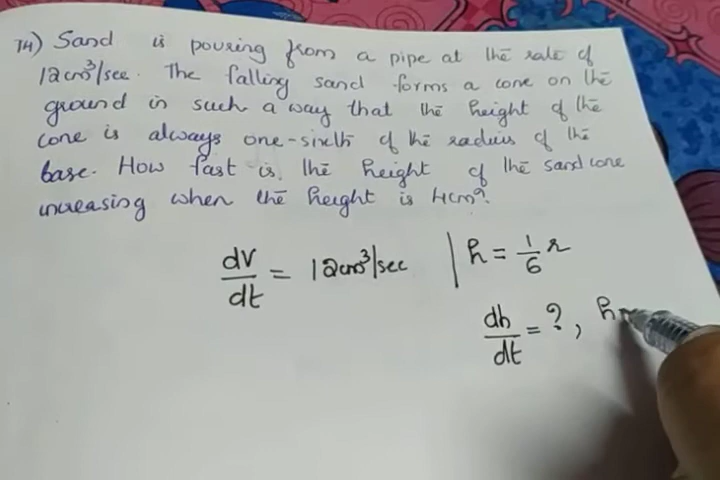 74) Sand is pouring from a pipe at the rate of
12cm³/sec. The falling sand forms a cone on the
ground in such a way that the height of the
cone is always one-sixth of the radius of the
base. How fast is the height of the sand cone
increasing when the height is 4cm?
dV/dt = 12cm³/sec | h = 1/6 r
dh/dt = ?, h